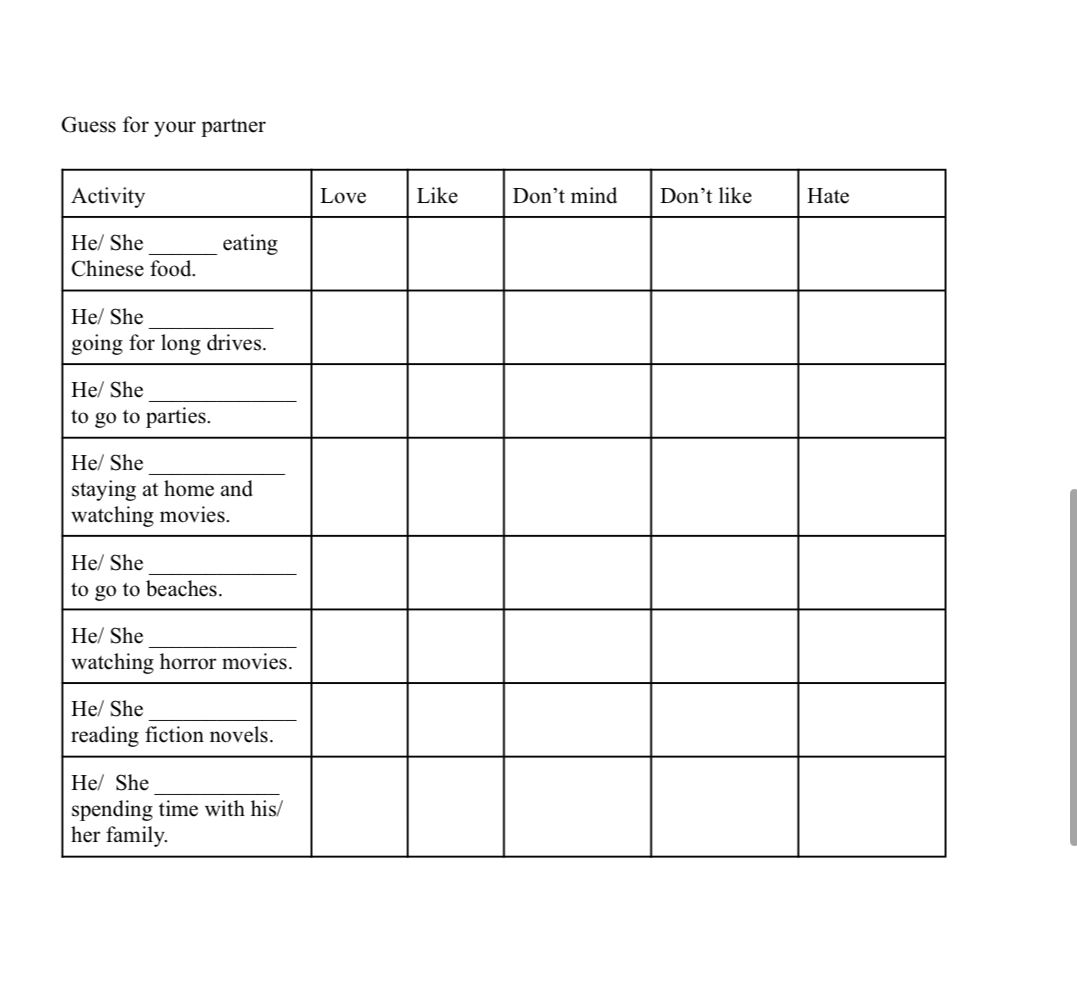 Guess for your partner
Activity Love Like Don’t mind Don’t like Hate
He/ She ______ eating
Chinese food.
He/ She ___________
going for long drives.
He/ She _____________
to go to parties.
He/ She ____________
staying at home and
watching movies.
He/ She _____________
to go to beaches.
He/ She _____________
watching horror movies.
He/ She _____________
reading fiction novels.
He/  She ___________
spending time with his/
her family.